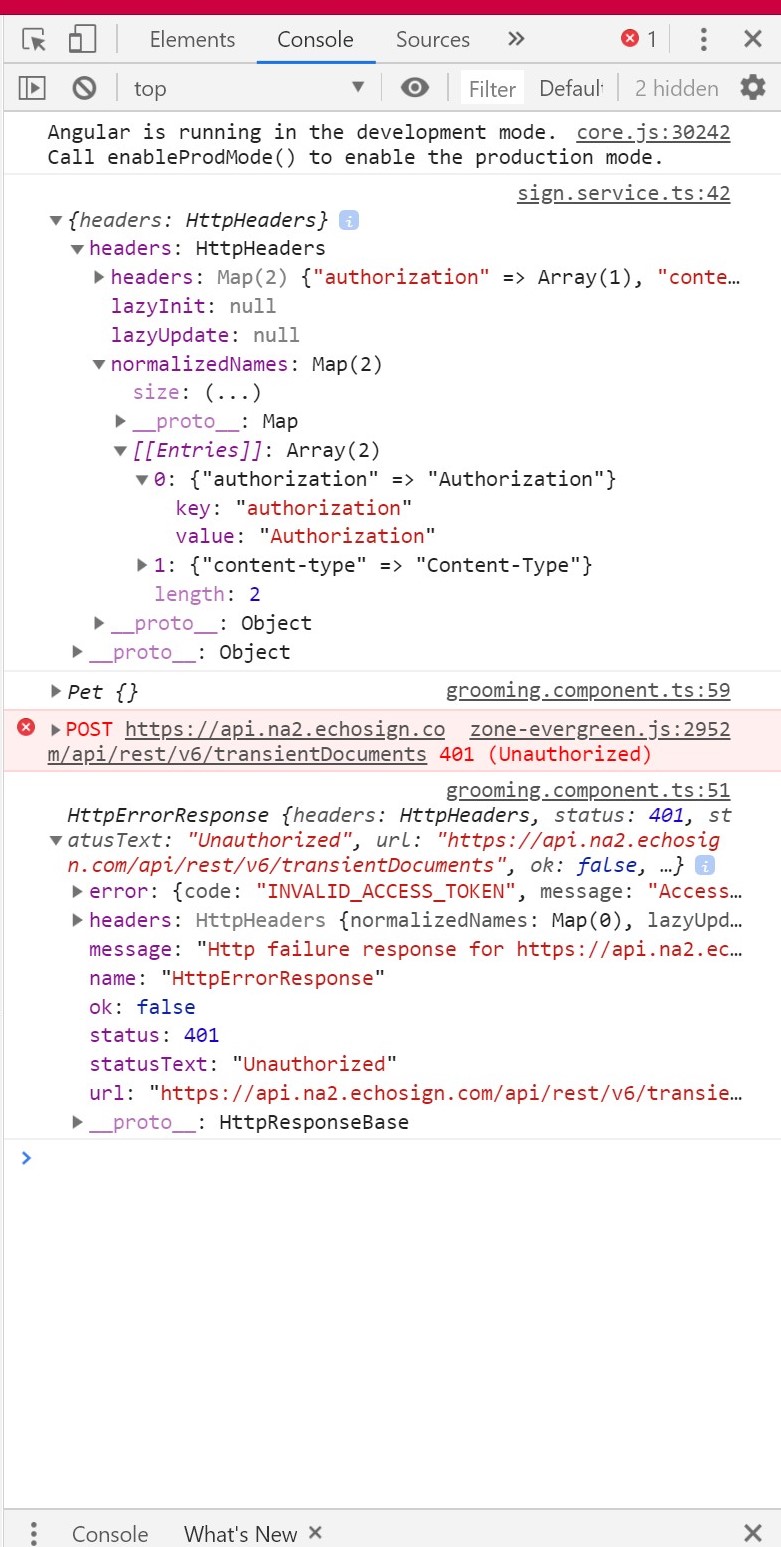 Elements Console Sources » 1
top Filter Defaul 2 hidden
Angular is running in the development mode. core.js:30242
Call enableProdMode() to enable the production mode.
sign.service.ts:42
{headers: HttpHeaders} i
headers: HttpHeaders
headers: Map(2) {"authorization" => Array(1), "conte…
lazyInit: null
lazyUpdate: null
normalizedNames: Map(2)
size: (...)
__proto__: Map
[[Entries]]: Array(2)
0: {"authorization" => "Authorization"}
key: "authorization"
value: "Authorization"
1: {"content-type" => "Content-Type"}
length: 2
__proto__: Object
__proto__: Object
Pet {} grooming.component.ts:59
POST https://api.na2.echosign.co zone-evergreen.js:2952
m/api/rest/v6/transientDocuments 401 (Unauthorized)
grooming.component.ts:51
HttpErrorResponse {headers: HttpHeaders, status: 401, st
atusText: "Unauthorized", url: "https://api.na2.echosig
n.com/api/rest/v6/transientDocuments", ok: false, …} i
error: {code: "INVALID_ACCESS_TOKEN", message: "Access…
headers: HttpHeaders {normalizedNames: Map(0), lazyUpd…
message: "Http failure response for https://api.na2.ec…
name: "HttpErrorResponse"
ok: false
status: 401
statusText: "Unauthorized"
url: "https://api.na2.echosign.com/api/rest/v6/transie…
__proto__: HttpResponseBase
Console What's New